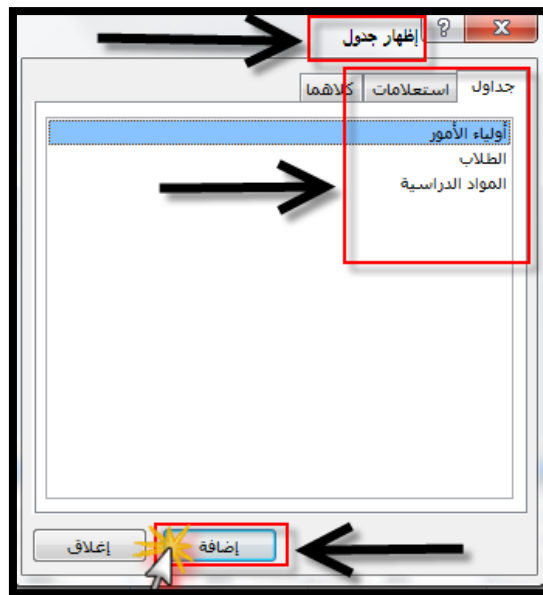 إظهار جدول
جداول استعلامات كلاهما
أولياء الأمور
الطلاب
المواد الدراسية
إضافة إغلاق